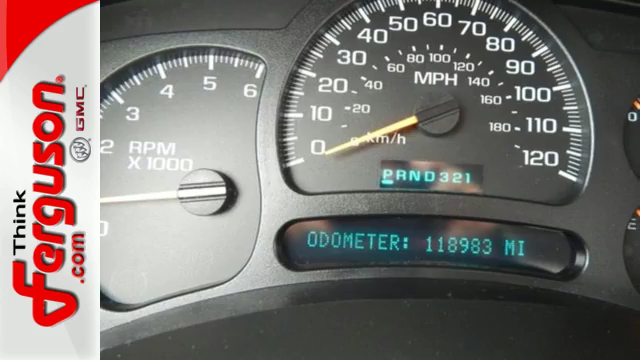 Think
Ferguson
.com
GMC
2 3 4 5 6
RPM
X 1000
0 10 20 30 40 50 60 70 80 90 100 110 120
20 40 60 80 100 120 140 160 180
MPH
km/h
PRND321
ODOMETER: 118983 MI